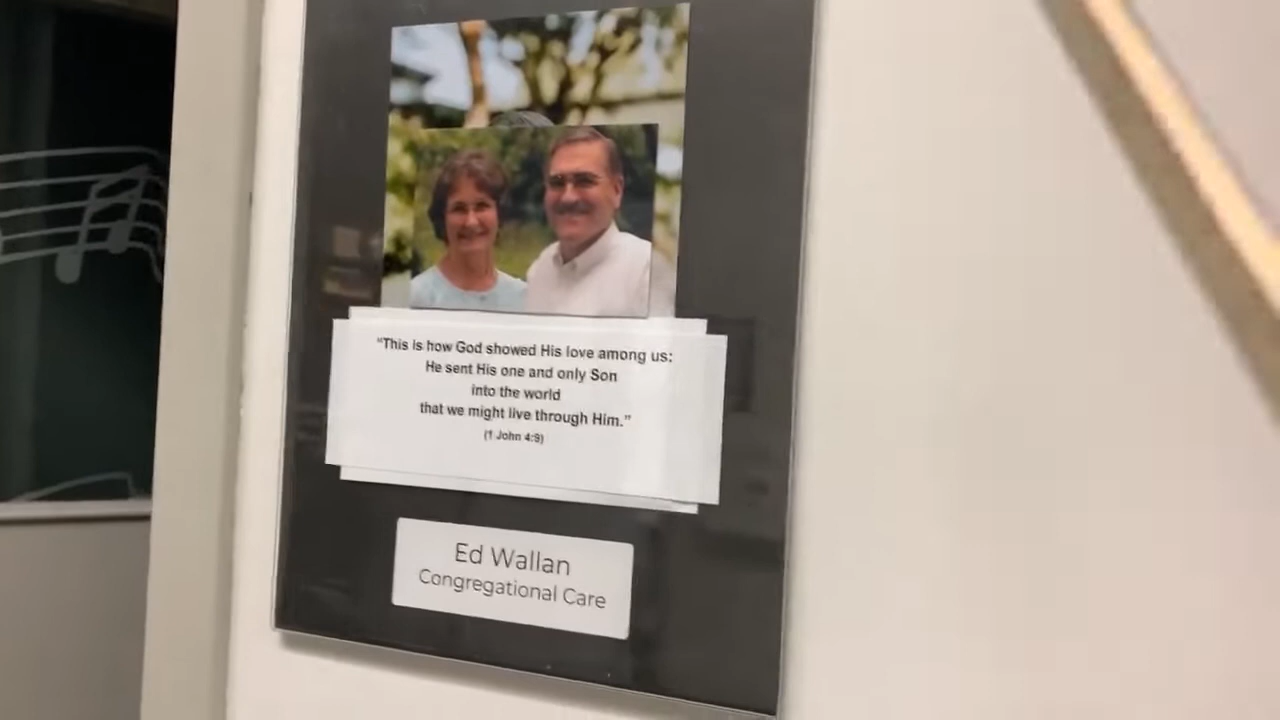 "This is how God showed His love among us:
He sent His one and only Son
into the world
that we might live through Him."
(1 John 4:9)
Ed Wallan
Congregational Care